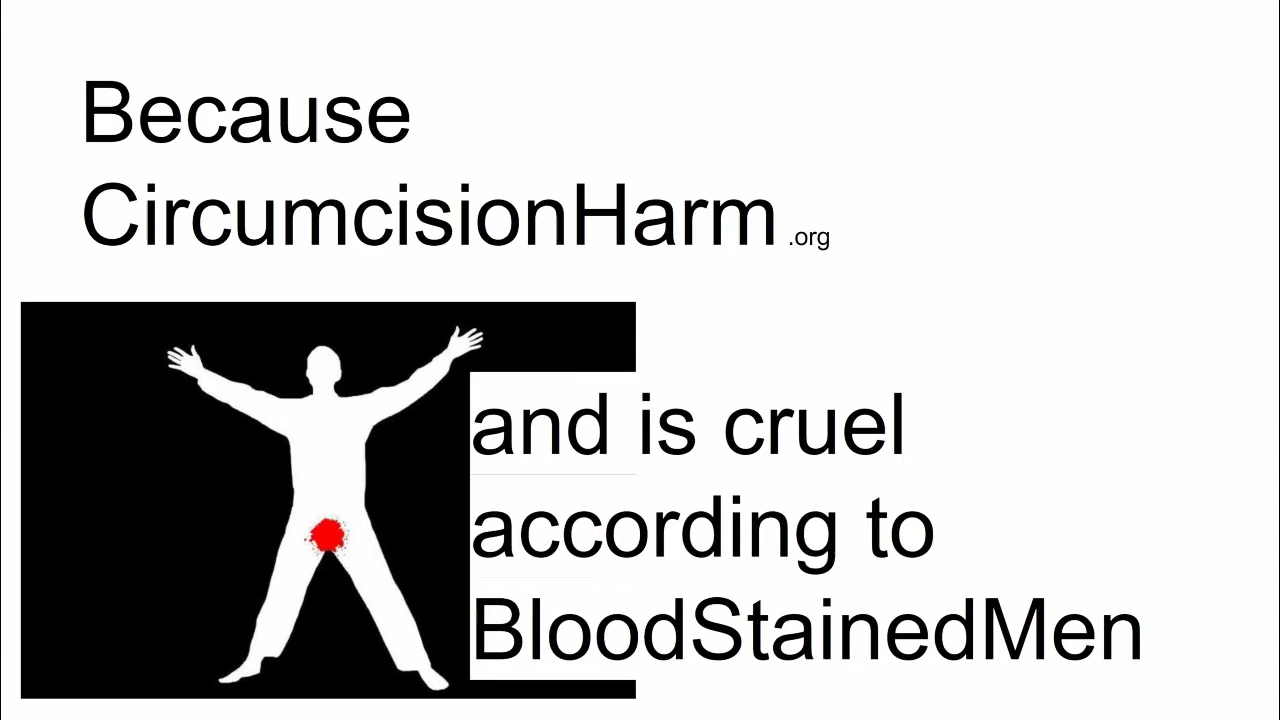 Because
CircumcisionHarm .org
and is cruel
according to
BloodStainedMen